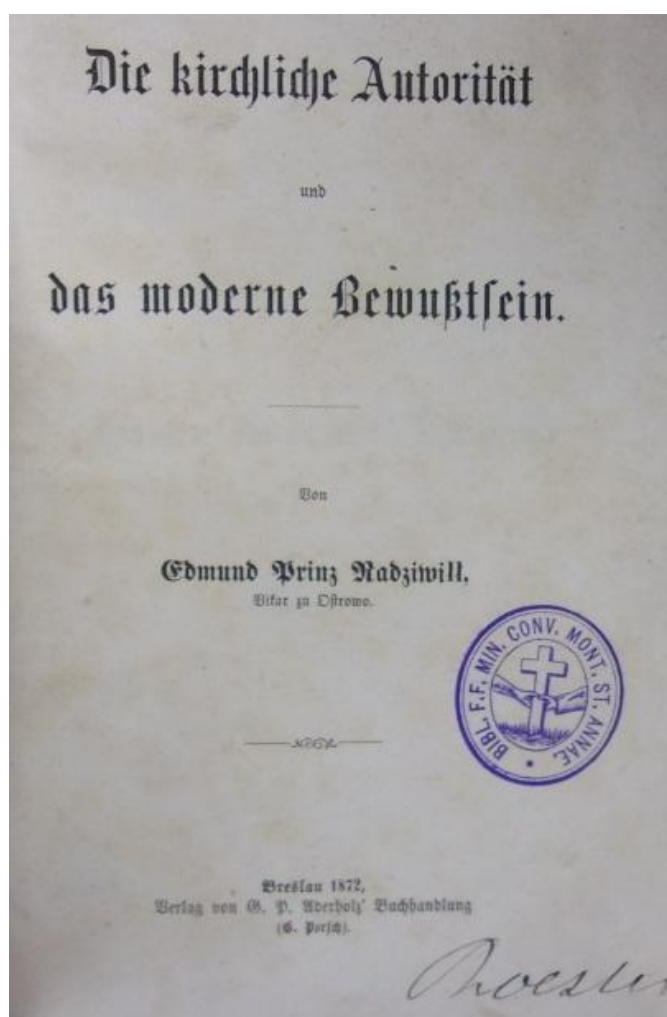 Die kirchliche Autorität
und
das moderne Bewußtsein.
Von
Edmund Prinz Radziwill,
Vikar zu Ostrowo.
BIBL. F.F. MIN. CONV. MONT. ST. ANNAE.
Breslau 1872,
Verlag von G. P. Aderholz' Buchhandlung
(G. Porsch).